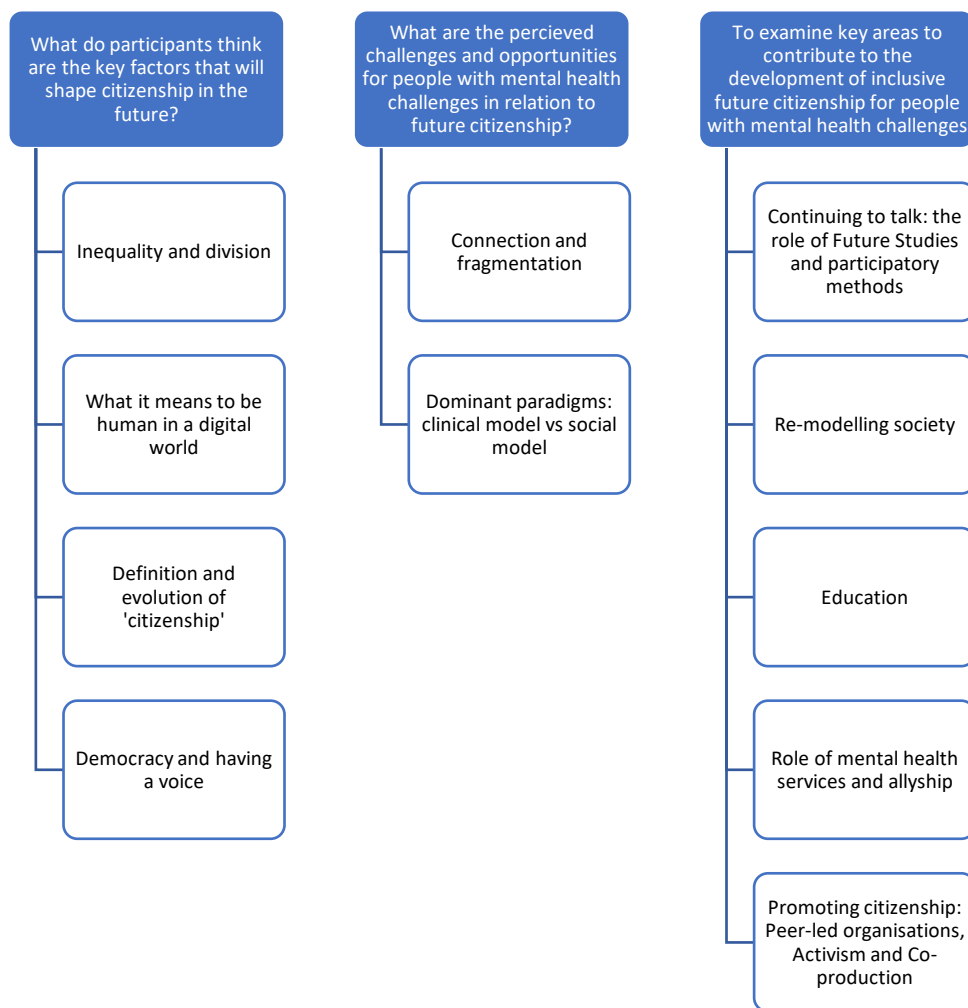 What do participants think
are the key factors that will
shape citizenship in the
future?
Inequality and division
What it means to be
human in a digital
world
Definition and
evolution of
'citizenship'
Democracy and having
a voice
What are the percieved
challenges and opportunities
for people with mental health
challenges in relation to
future citizenship?
Connection and
fragmentation
Dominant paradigms:
clinical model vs social
model
To examine key areas to
contribute to the
development of inclusive
future citizenship for people
with mental health challenges
Continuing to talk: the
role of Future Studies
and participatory
methods
Re-modelling society
Education
Role of mental health
services and allyship
Promoting citizenship:
Peer-led organisations,
Activism and Co-
production